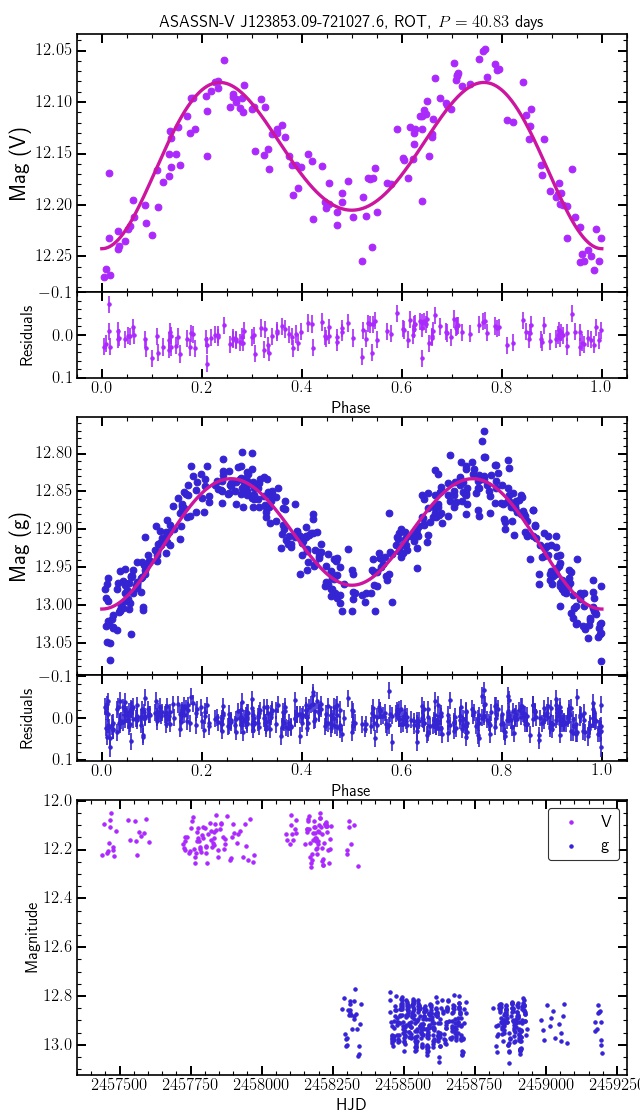 ASASSN-V J123853.09-721027.6, ROT, P = 40.83 days
12.05
12.10
12.15
12.20
12.25
Mag (V)
−0.1
0.0
0.1
Residuals
0.0 0.2 0.4 0.6 0.8 1.0
Phase
12.80
12.85
12.90
12.95
13.00
13.05
Mag (g)
−0.1
0.0
0.1
Residuals
0.0 0.2 0.4 0.6 0.8 1.0
Phase
12.0
12.2
12.4
12.6
12.8
13.0
Magnitude
V
g
2457500 2457750 2458000 2458250 2458500 2458750 2459000 245925
HJD